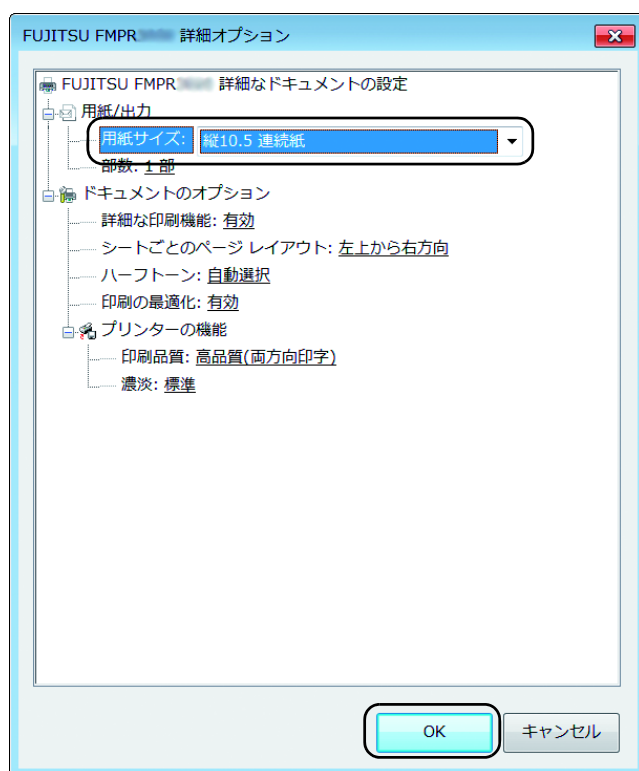 FUJITSU FMPR 詳細オプション
FUJITSU FMPR 詳細なドキュメントの設定
用紙/出力
用紙サイズ: 縦10.5 連続紙
部数: 1 部
ドキュメントのオプション
詳細な印刷機能: 有効
シートごとのページ レイアウト: 左上から右方向
ハーフトーン: 自動選択
印刷の最適化: 有効
プリンターの機能
印刷品質: 高品質(両方向印字)
濃淡: 標準
OK キャンセル